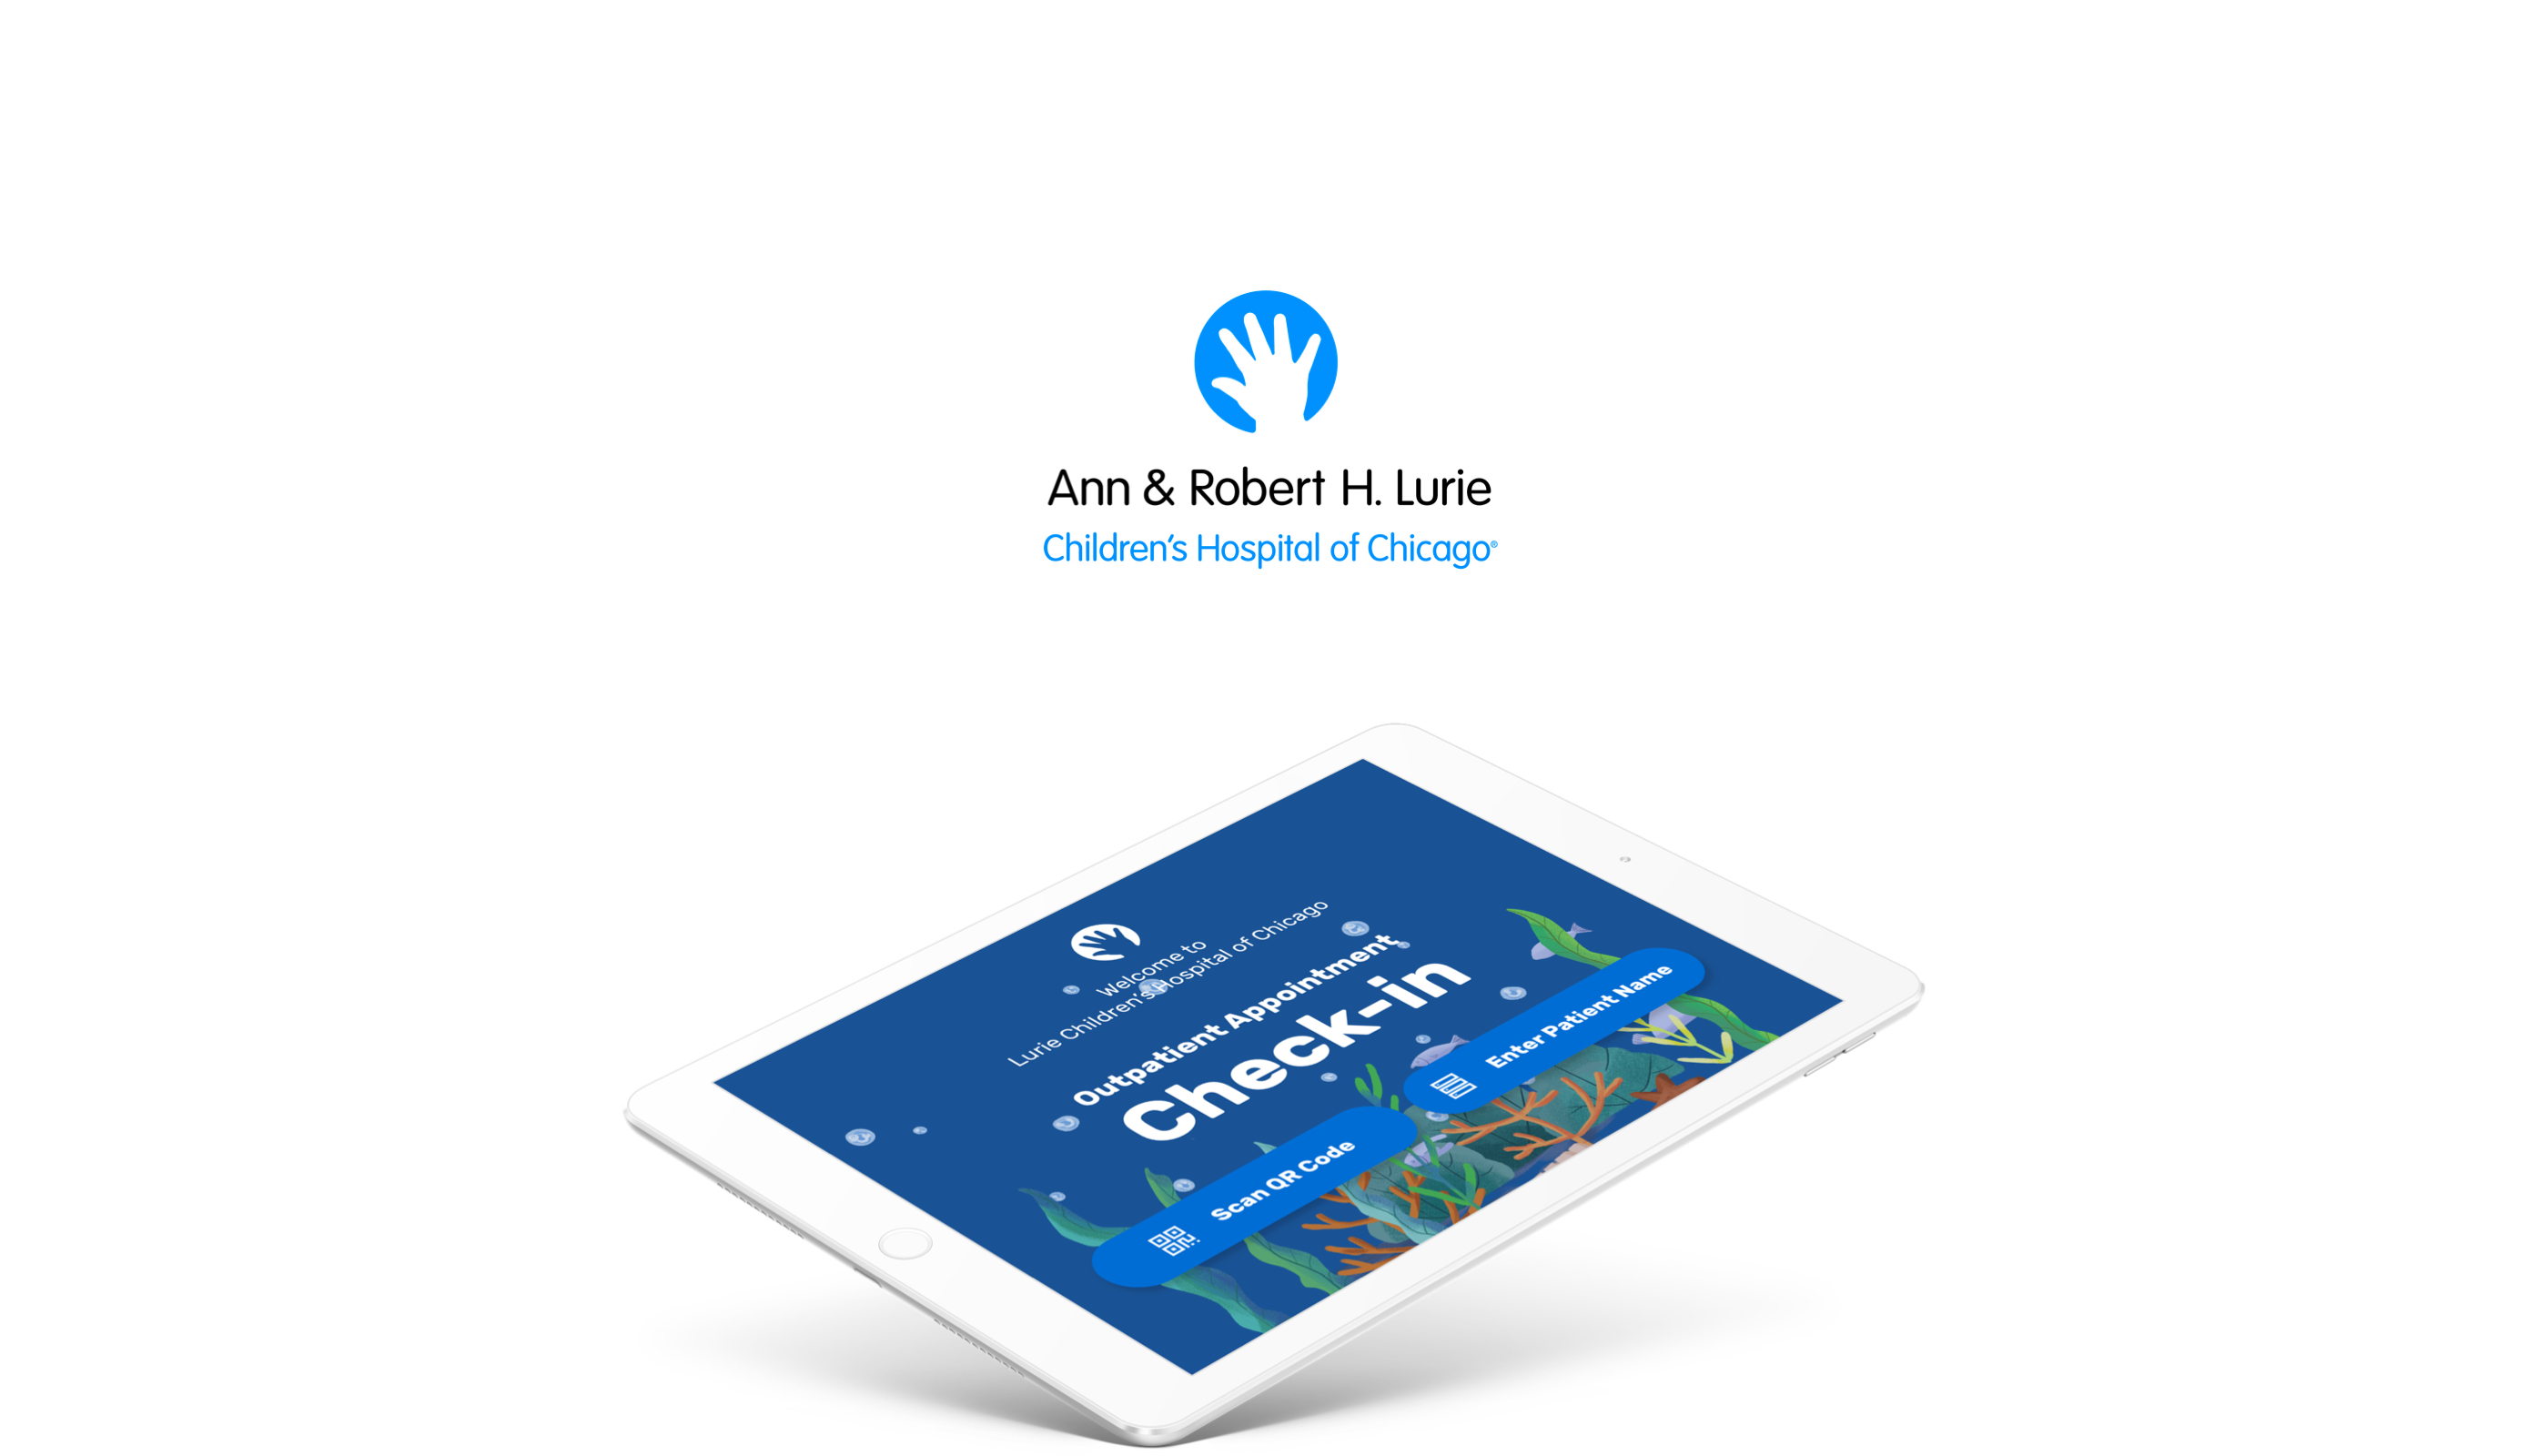 Ann & Robert H. Lurie
Children's Hospital of Chicago®
Welcome to
Lurie Children's Hospital of Chicago
Outpatient Appointment
Check-in
Scan QR Code
Enter Patient Name